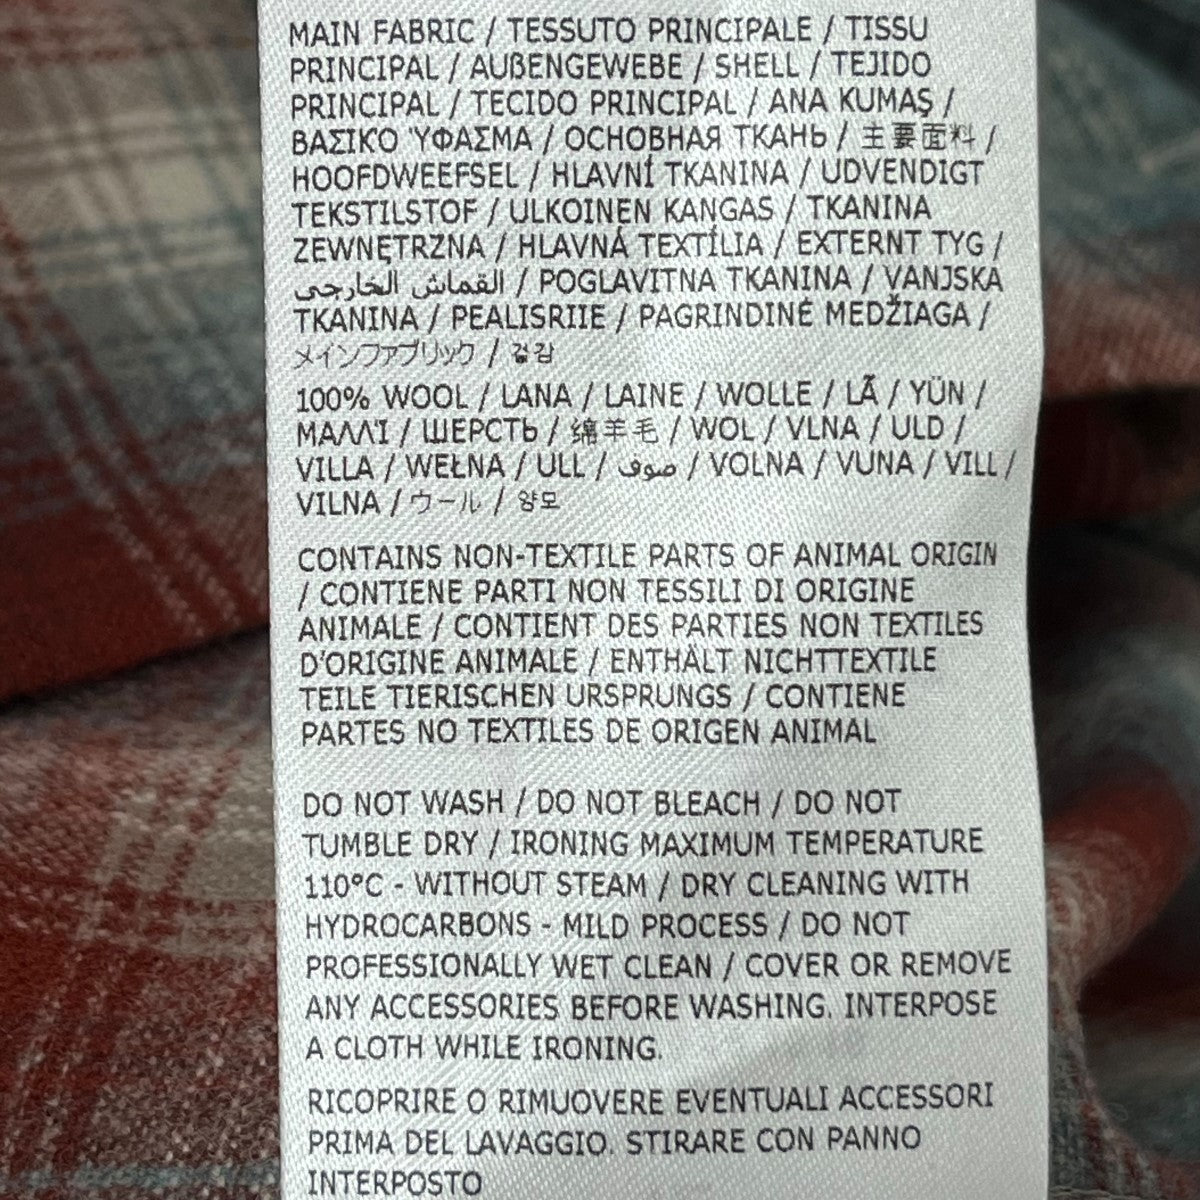 MAIN FABRIC / TESSUTO PRINCIPALE / TISSU
PRINCIPAL / AUßENGEWEBE / SHELL / TEJIDO
PRINCIPAL / TECIDO PRINCIPAL / ANA KUMAŞ /
ΒΑΣΙΚΌ ΎΦΑΣΜΑ / ОСНОВНАЯ ТКАНЬ / 主要面料 /
HOOFDWEEFSEL / HLAVNÍ TKANINA / UDVENDIGT
TEKSTILSTOF / ULKOINEN KANGAS / TKANINA
ZEWNĘTRZNA / HLAVNÁ TEXTÍLIA / EXTERNT TYG /
القماش الخارجى / POGLAVITNA TKANINA / VANJSKA
TKANINA / PEALISRIIE / PAGRINDINĖ MEDŽIAGA /
メインファブリック / 겉감
100% WOOL / LANA / LAINE / WOLLE / LÃ / YÜN /
ΜΑΛΛΊ / ШЕРСТЬ / 绵羊毛 / WOL / VLNA / ULD /
VILLA / WEŁNA / ULL / صوف / VOLNA / VUNA / VILL /
VILNA / ウール / 양모
CONTAINS NON-TEXTILE PARTS OF ANIMAL ORIGIN
/ CONTIENE PARTI NON TESSILI DI ORIGINE
ANIMALE / CONTIENT DES PARTIES NON TEXTILES
D'ORIGINE ANIMALE / ENTHÄLT NICHTTEXTILE
TEILE TIERISCHEN URSPRUNGS / CONTIENE
PARTES NO TEXTILES DE ORIGEN ANIMAL
DO NOT WASH / DO NOT BLEACH / DO NOT
TUMBLE DRY / IRONING MAXIMUM TEMPERATURE
110°C - WITHOUT STEAM / DRY CLEANING WITH
HYDROCARBONS - MILD PROCESS / DO NOT
PROFESSIONALLY WET CLEAN / COVER OR REMOVE
ANY ACCESSORIES BEFORE WASHING. INTERPOSE
A CLOTH WHILE IRONING.
RICOPRIRE O RIMUOVERE EVENTUALI ACCESSORI
PRIMA DEL LAVAGGIO. STIRARE CON PANNO
INTERPOSTO